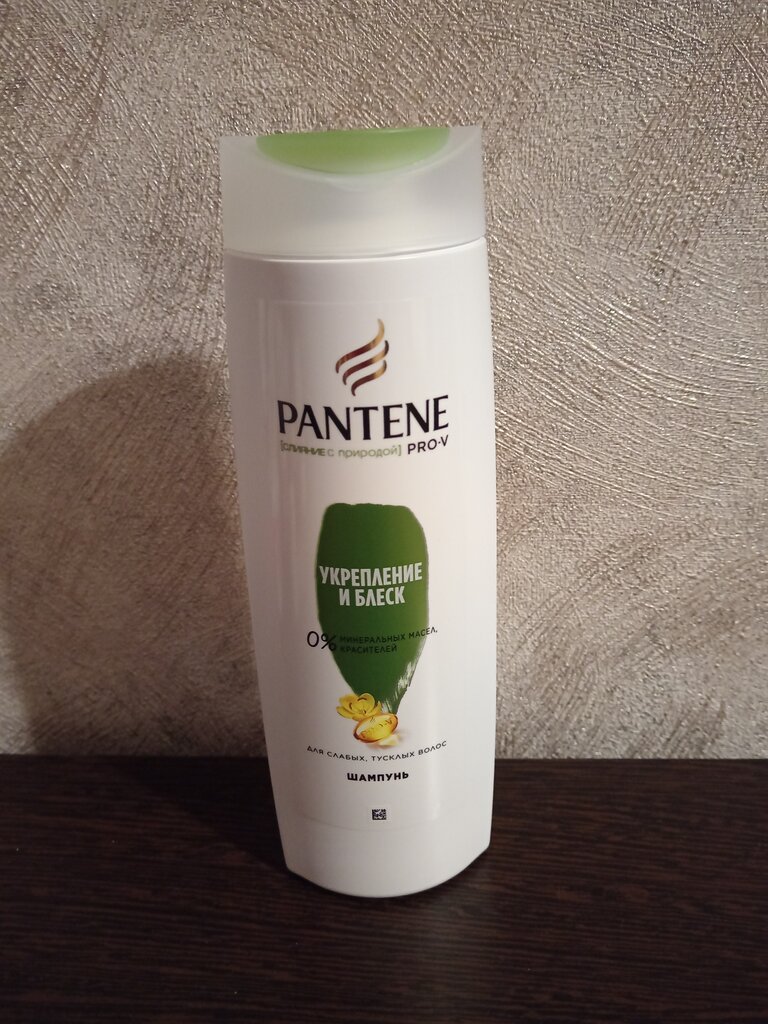 PANTENE
[слияние с природой] PRO-V
УКРЕПЛЕНИЕ
И БЛЕСК
0% МИНЕРАЛЬНЫХ МАСЕЛ,
КРАСИТЕЛЕЙ
ДЛЯ СЛАБЫХ, ТУСКЛЫХ ВОЛОС
ШАМПУНЬ